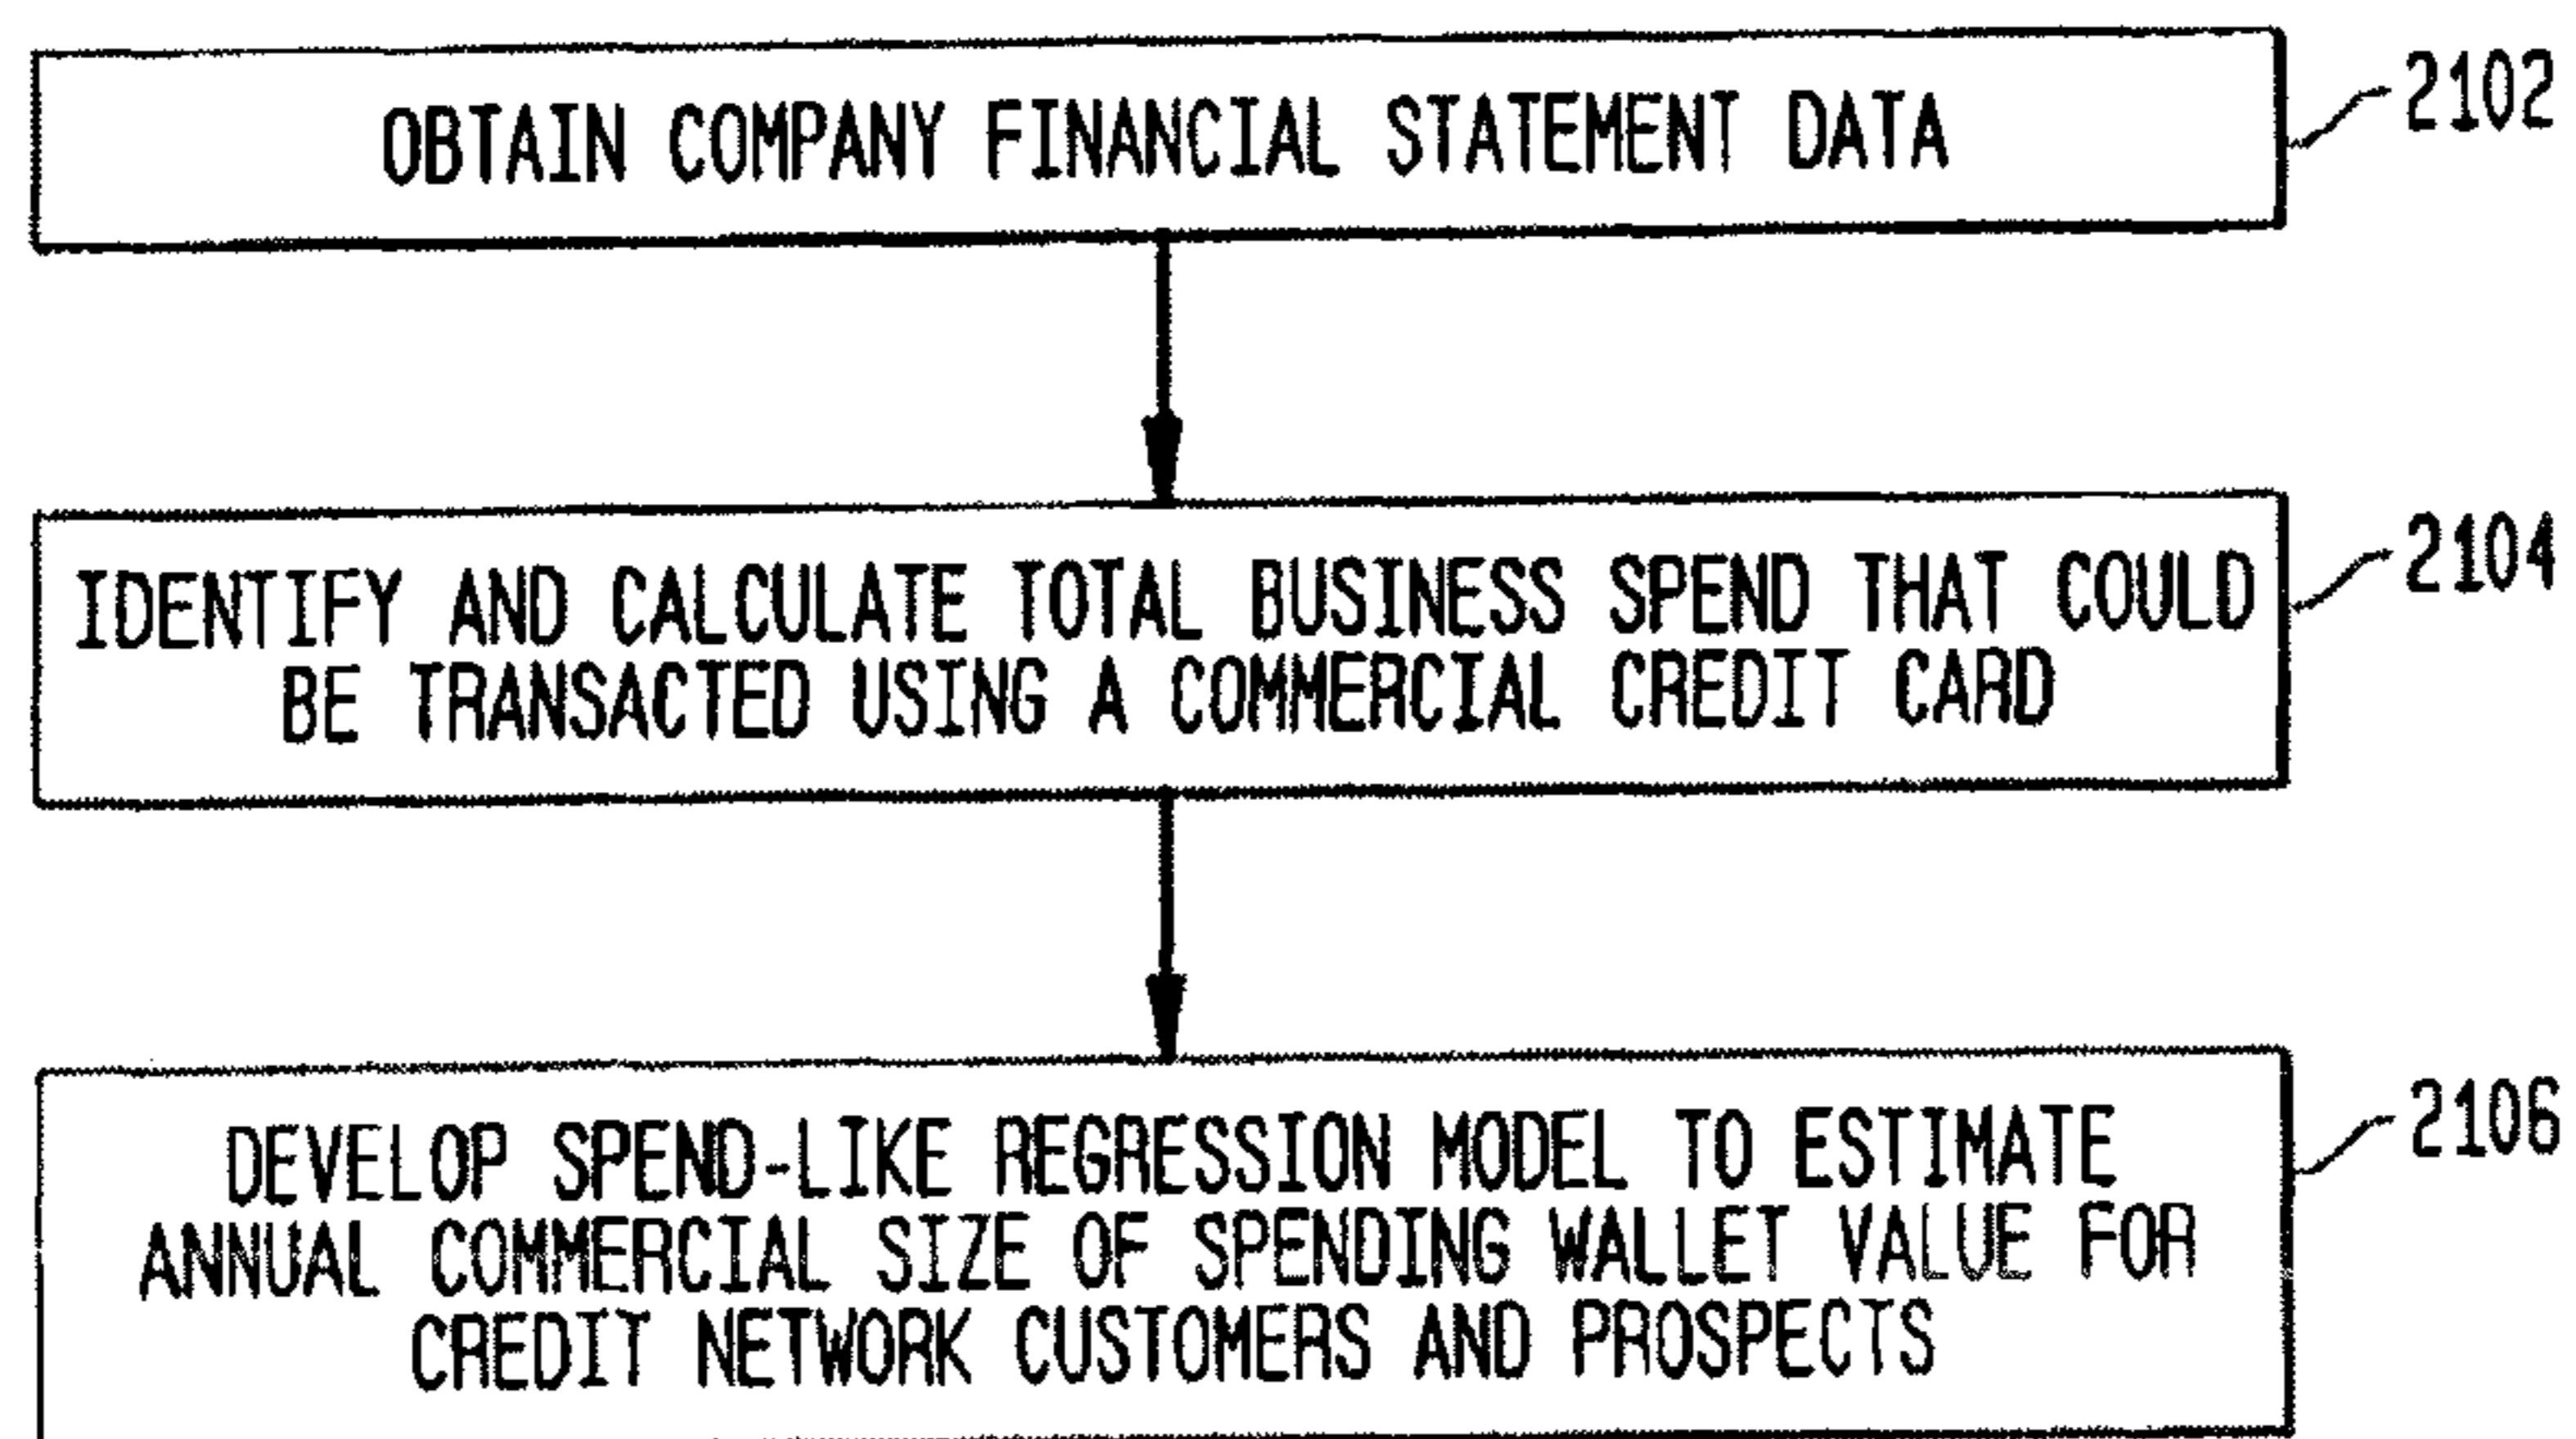 OBTAIN COMPANY FINANCIAL STATEMENT DATA
2102
IDENTIFY AND CALCULATE TOTAL BUSINESS SPEND THAT COULD
BE TRANSACTED USING A COMMERCIAL CREDIT CARD
2104
DEVELOP SPEND-LIKE REGRESSION MODEL TO ESTIMATE
ANNUAL COMMERCIAL SIZE OF SPENDING WALLET VALUE FOR
CREDIT NETWORK CUSTOMERS AND PROSPECTS
2106